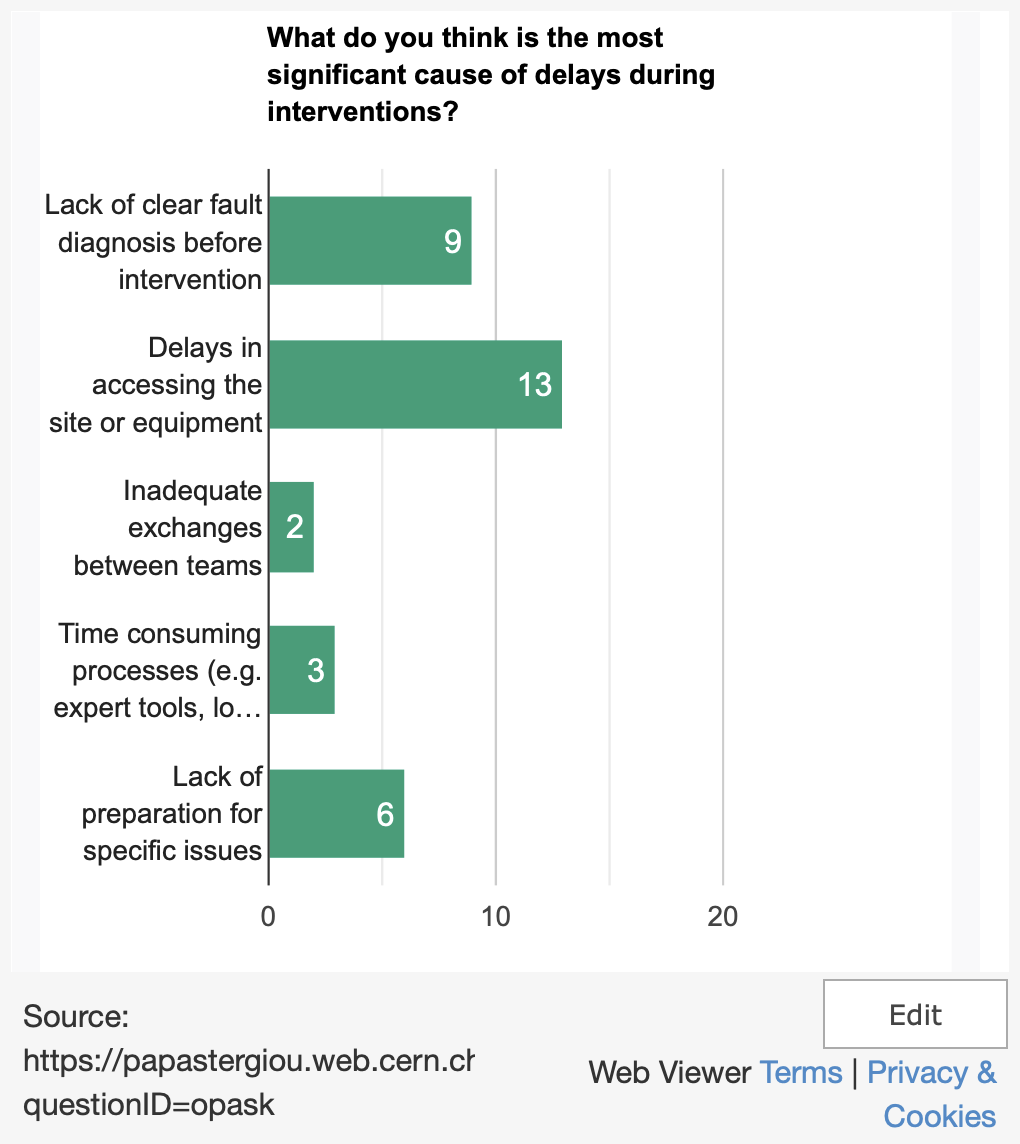 What do you think is the most
significant cause of delays during
interventions?
Lack of clear fault
diagnosis before
intervention
9
Delays in
accessing the
site or equipment
13
Inadequate
exchanges
between teams
2
Time consuming
processes (e.g.
expert tools, lo…
3
Lack of
preparation for
specific issues
6
0 10 20
Source:
https://papastergiou.web.cern.ch
questionID=opask
Edit
Web Viewer Terms | Privacy &
Cookies